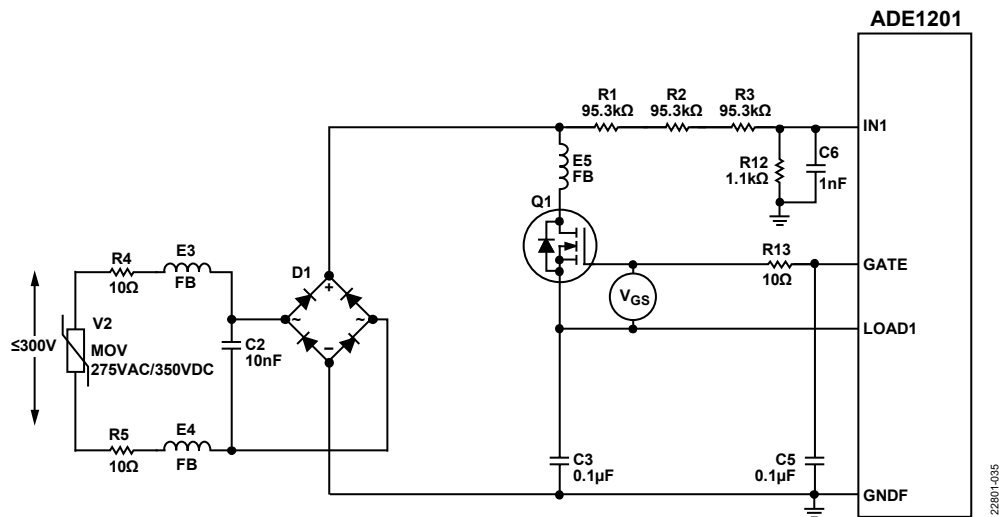 ADE1201
R1
95.3kΩ
R2
95.3kΩ
R3
95.3kΩ
IN1
E5
FB
R12
1.1kΩ
C6
1nF
Q1
R13
10Ω
GATE
VGS
LOAD1
R4
10Ω
E3
FB
D1
+
~
~
−
≤300V
V2
MOV
275VAC/350VDC
C2
10nF
R5
10Ω
E4
FB
C3
0.1µF
C5
0.1µF
GNDF
22801-035